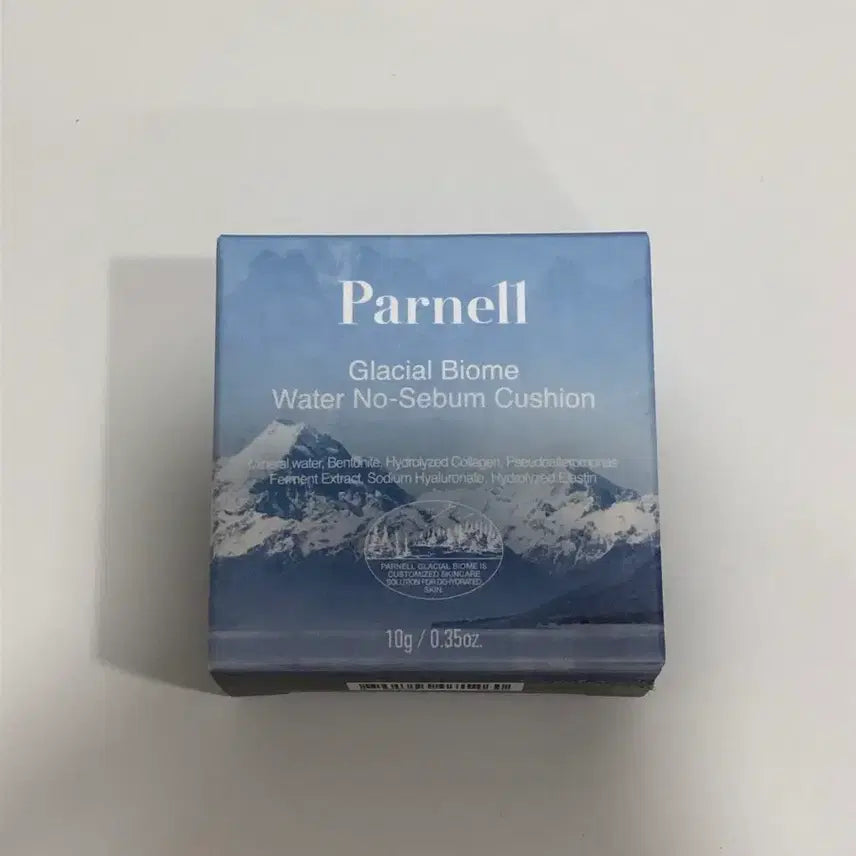 Parnell
Glacial Biome
Water No-Sebum Cushion
Mineral water, Bentonite, Hydrolyzed Collagen, Pseudoalteromonas
Ferment Extract, Sodium Hyaluronate, Hydrolyzed Elastin
PARNELL GLACIAL BIOME IS
CUSTOMIZED SKINCARE
SOLUTION FOR DEHYDRATED
SKIN.
10g / 0.35oz.